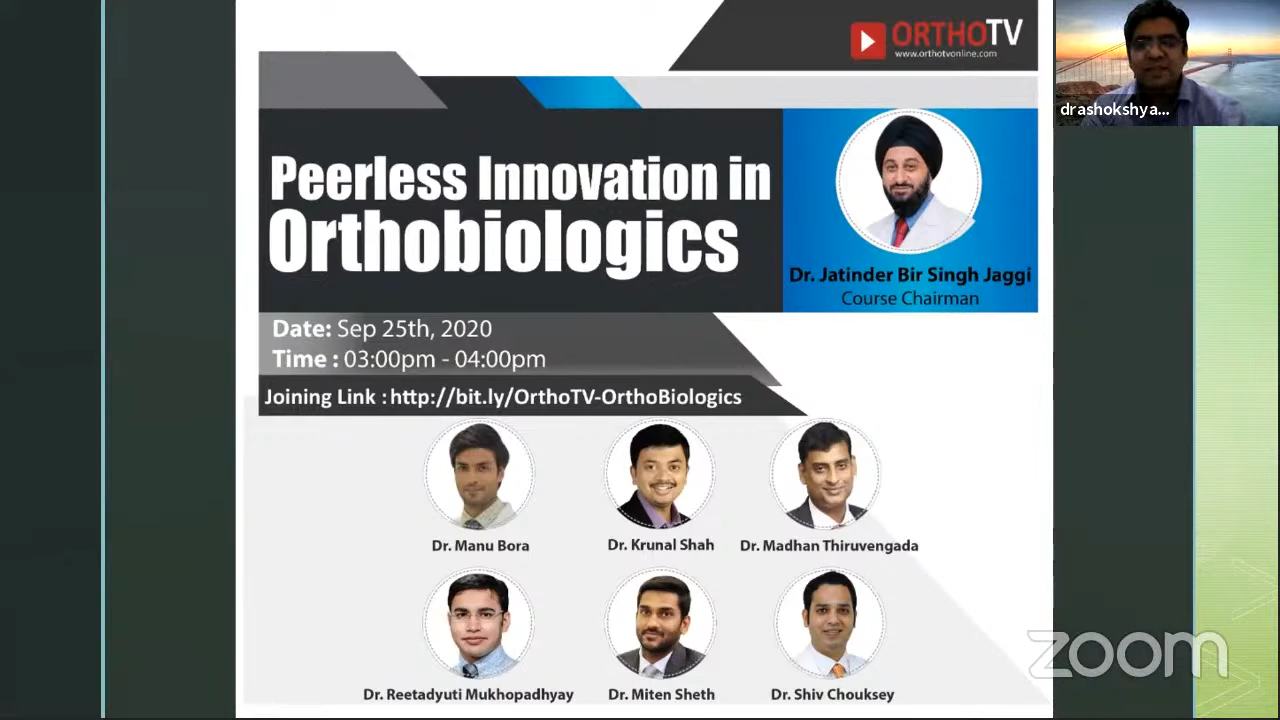 ORTHOTV
www.orthotvonline.com
drashokshya...
Peerless Innovation in
Orthobiologics
Dr. Jatinder Bir Singh Jaggi
Course Chairman
Date: Sep 25th, 2020
Time : 03:00pm - 04:00pm
Joining Link : http://bit.ly/OrthoTV-OrthoBiologics
Dr. Manu Bora
Dr. Krunal Shah
Dr. Madhan Thiruvengada
Dr. Reetadyuti Mukhopadhyay
Dr. Miten Sheth
Dr. Shiv Chouksey
zoom